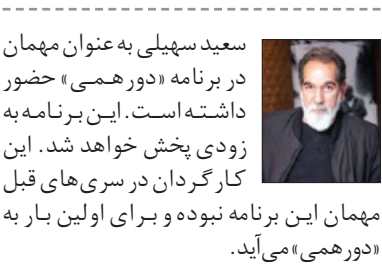 سعید سهیلی به عنوان مهمان
در برنامه «دورهمی» حضور
داشته است. این برنامه به
زودی پخش خواهد شد. این
کارگردان در سری‌های قبل
مهمان این برنامه نبوده و برای اولین بار به
«دورهمی» می‌آید.